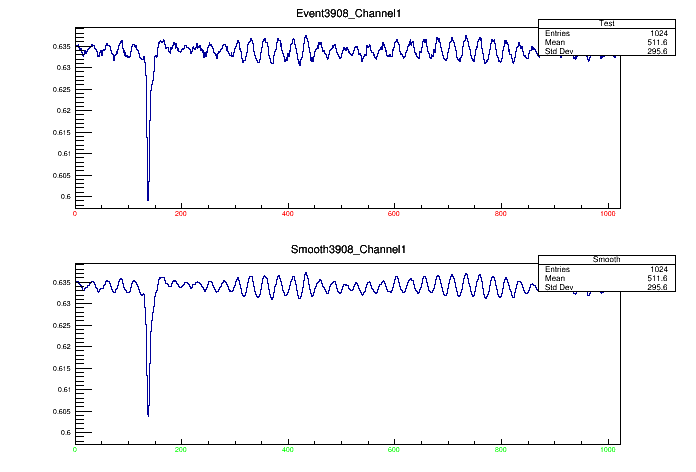 Event3908_Channel1
Test
Entries 1024
Mean 511.6
Std Dev 295.6
0.635
0.63
0.625
0.62
0.615
0.61
0.605
0.6
0 200 400 600 800 1000
Smooth3908_Channel1
Smooth
Entries 1024
Mean 511.6
Std Dev 295.6
0.635
0.63
0.625
0.62
0.615
0.61
0.605
0.6
0 200 400 600 800 1000